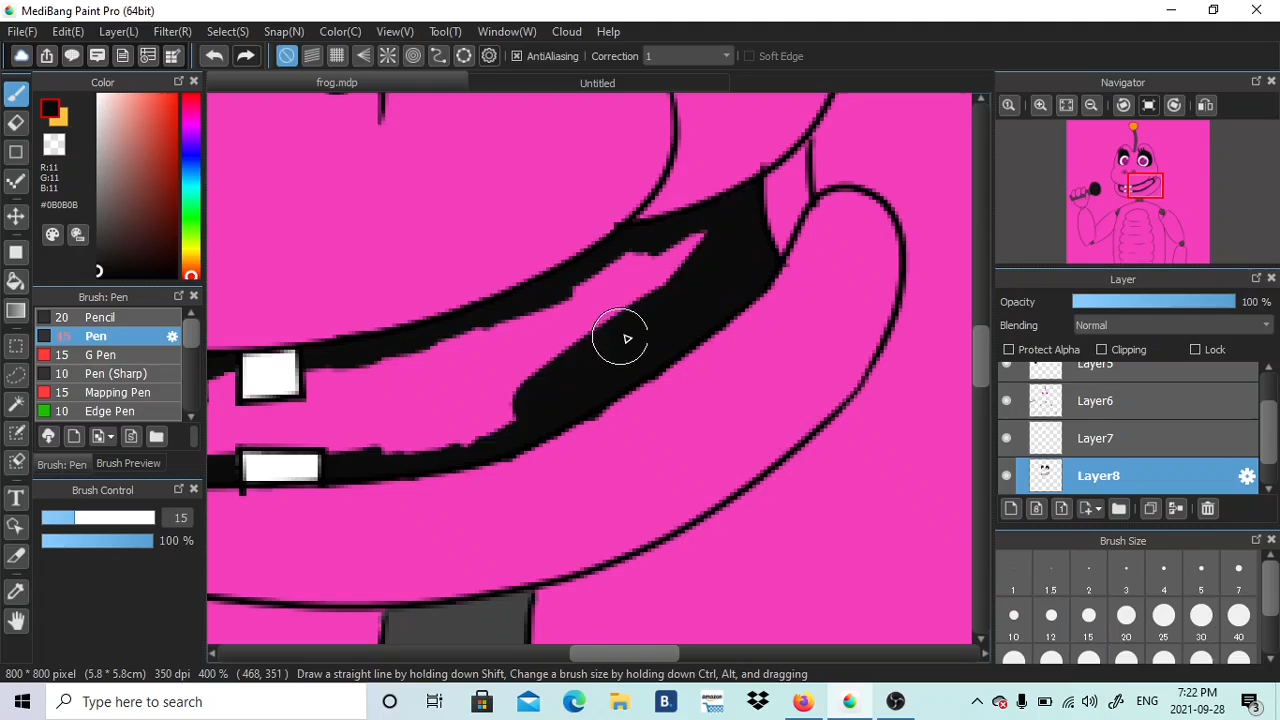 MediBang Paint Pro (64bit)
File(F) Edit(E) Layer(L) Filter(R) Select(S) Snap(N) Color(C) View(V) Tool(T) Window(W) Cloud Help
AntiAliasing Correction 1 Soft Edge
Color
R:11
G:11
B:11
#0B0B0B
Brush: Pen
20 Pencil
15 Pen
15 G Pen
10 Pen (Sharp)
15 Mapping Pen
10 Edge Pen
Brush: Pen Brush Preview
Brush Control
15
100 %
frog.mdp Untitled
Navigator
Layer
Opacity 100 %
Blending Normal
Protect Alpha Clipping Lock
Layer5
Layer6
Layer7
Layer8
Brush Size
1 1.5 2 3 4 5 7
10 12 15 20 25 30 40
800 * 800 pixel (5.8 * 5.8cm) 350 dpi 400 % ( 468, 351 ) Draw a straight line by holding down Shift, Change a brush size by holding down Ctrl, Alt, and dragging
Type here to search
B.
amazon
7:22 PM
2021-09-28
3